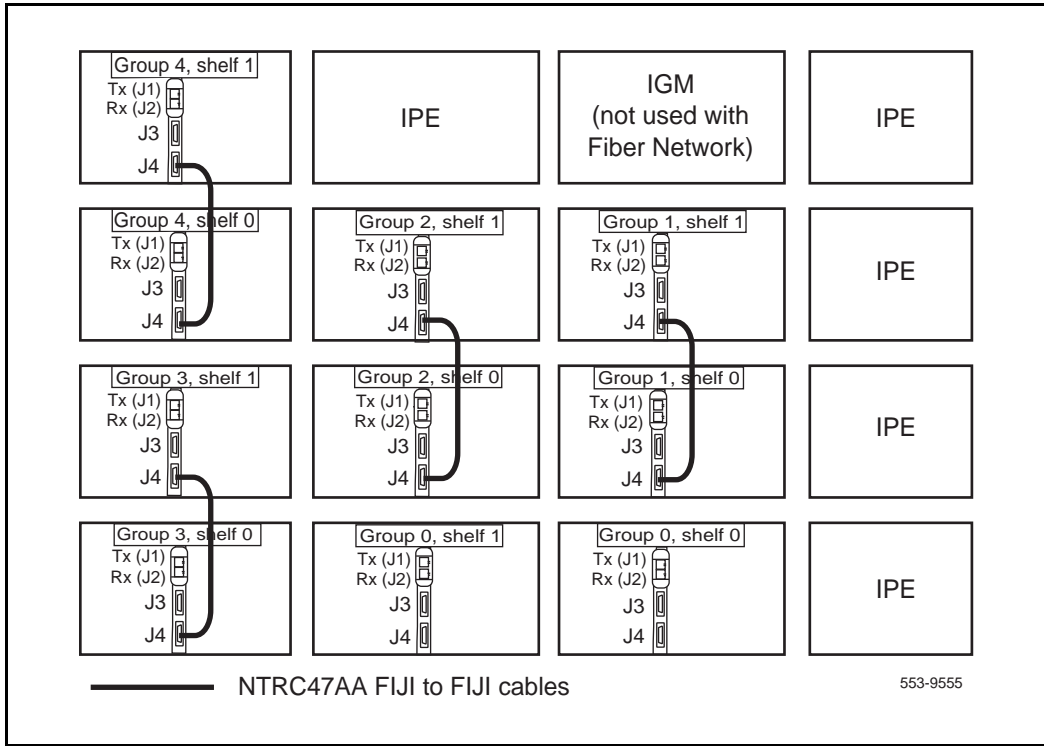 Group 4, shelf 1
Tx (J1)
Rx (J2)
J3
J4
IPE
IGM
(not used with
Fiber Network)
IPE
Group 4, shelf 0
Tx (J1)
Rx (J2)
J3
J4
Group 2, shelf 1
Tx (J1)
Rx (J2)
J3
J4
Group 1, shelf 1
Tx (J1)
Rx (J2)
J3
J4
IPE
Group 3, shelf 1
Tx (J1)
Rx (J2)
J3
J4
Group 2, shelf 0
Tx (J1)
Rx (J2)
J3
J4
Group 1, shelf 0
Tx (J1)
Rx (J2)
J3
J4
IPE
Group 3, shelf 0
Tx (J1)
Rx (J2)
J3
J4
Group 0, shelf 1
Tx (J1)
Rx (J2)
J3
J4
Group 0, shelf 0
Tx (J1)
Rx (J2)
J3
J4
IPE
NTRC47AA FIJI to FIJI cables
553-9555